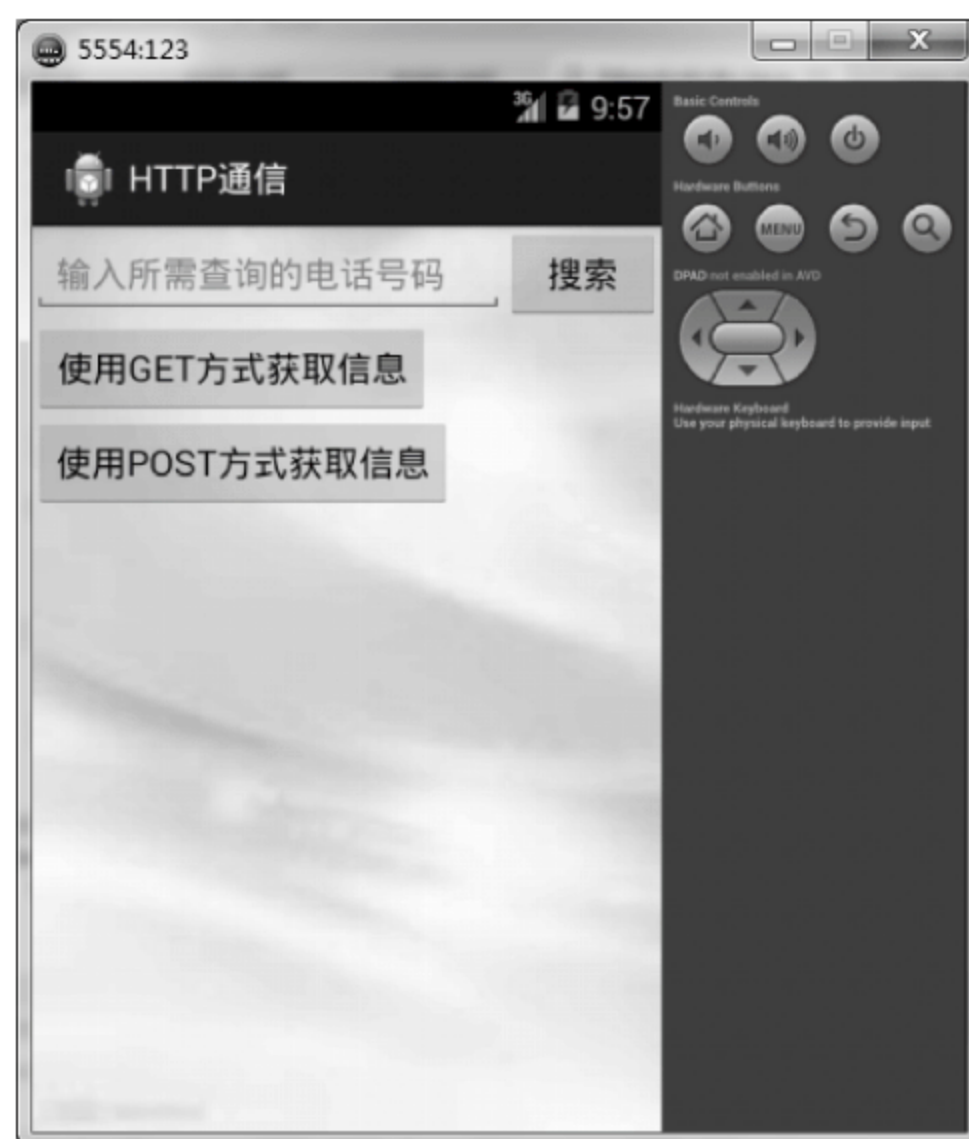 5554:123
3G 9:57
HTTP通信
输入所需查询的电话号码 搜索
使用GET方式获取信息
使用POST方式获取信息
Basic Controls
Hardware Buttons
MENU
DPAD not enabled in AVD
Hardware Keyboard
Use your physical keyboard to provide input